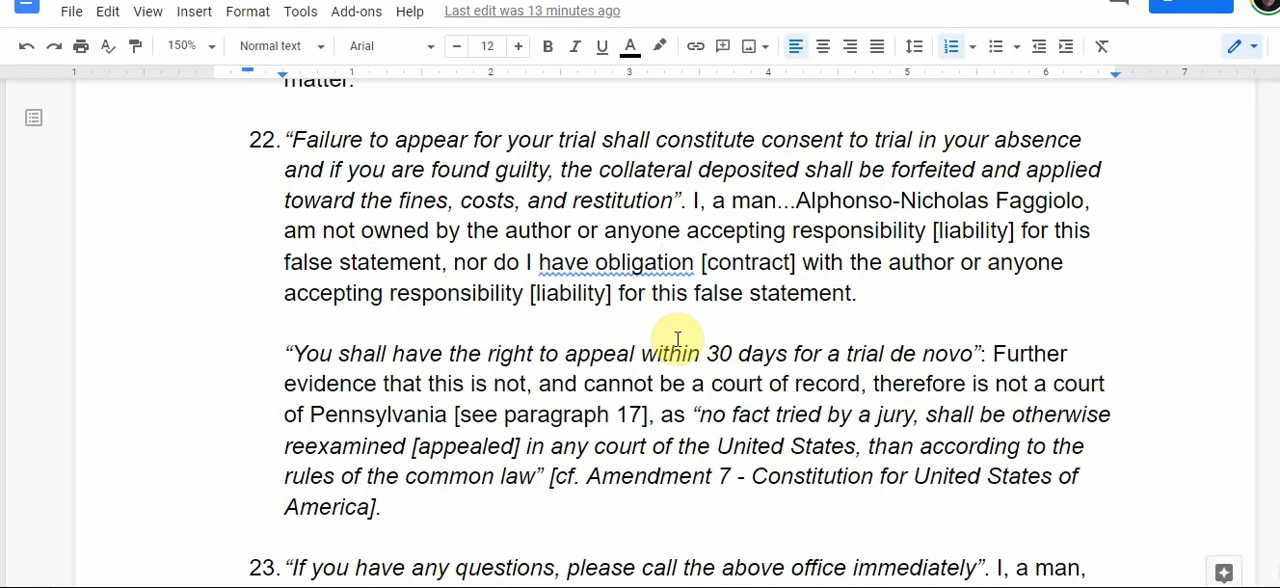 File Edit View Insert Format Tools Add-ons Help Last edit was 13 minutes ago
150% Normal text Arial 12 B I U A
1 1 2 3 4 5 6 7
matter.
22. “Failure to appear for your trial shall constitute consent to trial in your absence
and if you are found guilty, the collateral deposited shall be forfeited and applied
toward the fines, costs, and restitution”. I, a man...Alphonso-Nicholas Faggiolo,
am not owned by the author or anyone accepting responsibility [liability] for this
false statement, nor do I have obligation [contract] with the author or anyone
accepting responsibility [liability] for this false statement.
“You shall have the right to appeal within 30 days for a trial de novo”: Further
evidence that this is not, and cannot be a court of record, therefore is not a court
of Pennsylvania [see paragraph 17], as “no fact tried by a jury, shall be otherwise
reexamined [appealed] in any court of the United States, than according to the
rules of the common law” [cf. Amendment 7 - Constitution for United States of
America].
23. “If you have any questions, please call the above office immediately”. I, a man,